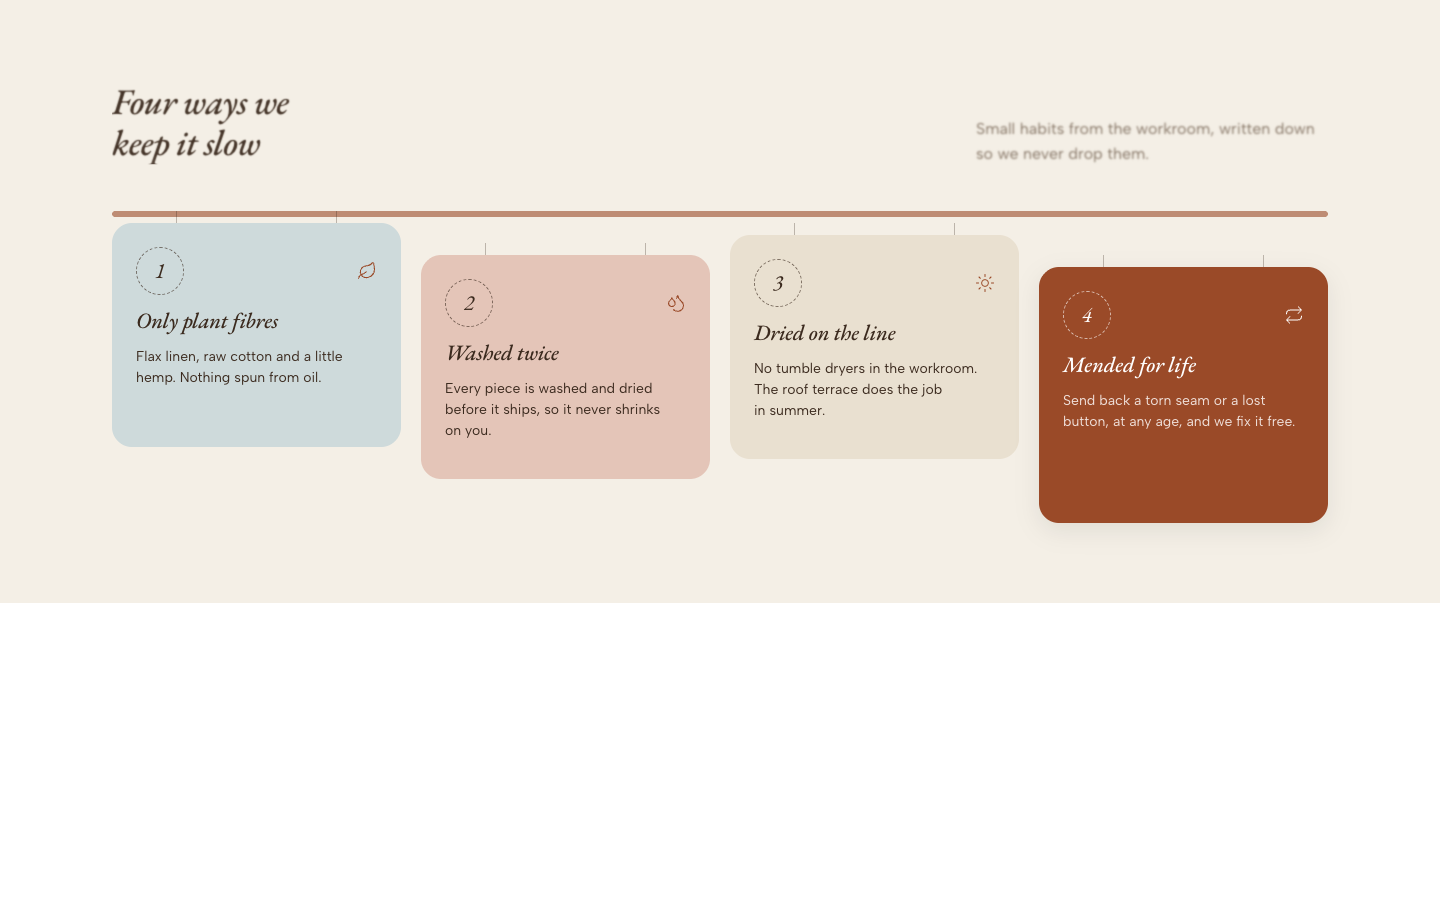 Four ways we
keep it slow
Small habits from the workroom, written down
so we never drop them.
1
Only plant fibres
Flax linen, raw cotton and a little
hemp. Nothing spun from oil.
2
Washed twice
Every piece is washed and dried
before it ships, so it never shrinks
on you.
3
Dried on the line
No tumble dryers in the workroom.
The roof terrace does the job
in summer.
4
Mended for life
Send back a torn seam or a lost
button, at any age, and we fix it free.